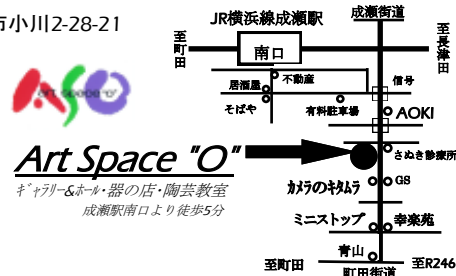 市小川2-28-21
JR横浜線成瀬駅
成瀬街道
至町田
南口
至長津田
居酒屋
不動産
信号
そばや
有料駐車場
AOKI
art space "o"
Art Space "O"
さぬき診療所
ｷﾞｬﾗﾘｰ&ﾎｰﾙ・器の店・陶芸教室
カメラのキタムラ
GS
成瀬駅南口より徒歩5分
ミニストップ
幸楽苑
青山
至町田
町田街道
至R246